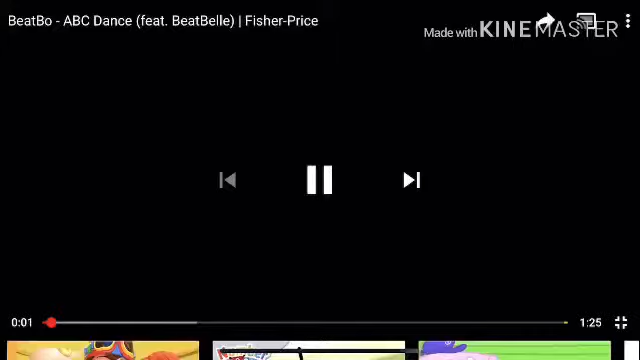 BeatBo - ABC Dance (feat. BeatBelle) | Fisher-Price
Made with KINEMASTER
0:01
1:25